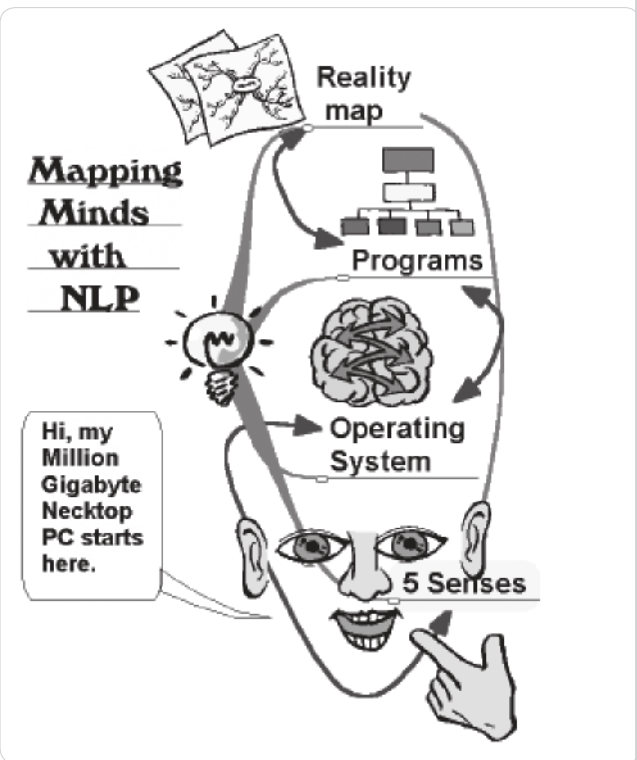 Reality
map
Mapping
Minds
with
NLP
Programs
Operating
System
Hi, my
Million
Gigabyte
Necktop
PC starts
here.
5 Senses